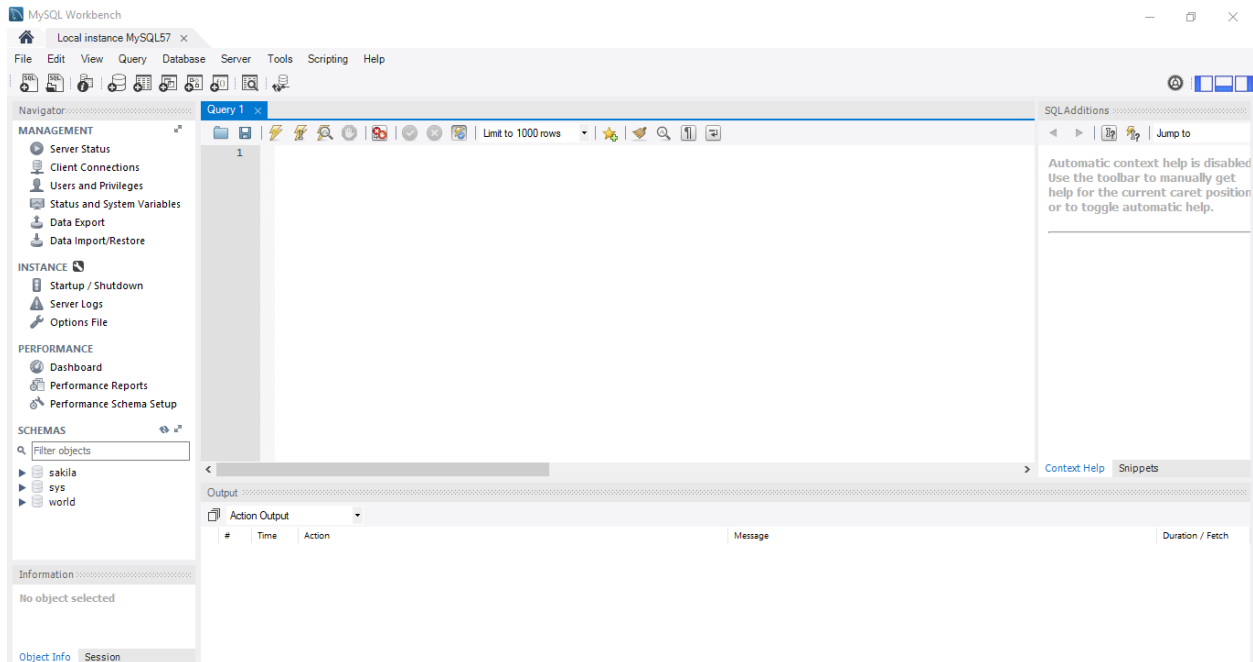 MySQL Workbench
Local instance MySQL57 ×
File Edit View Query Database Server Tools Scripting Help
Navigator
MANAGEMENT
Server Status
Client Connections
Users and Privileges
Status and System Variables
Data Export
Data Import/Restore
INSTANCE
Startup / Shutdown
Server Logs
Options File
PERFORMANCE
Dashboard
Performance Reports
Performance Schema Setup
SCHEMAS
Filter objects
sakila
sys
world
Information
No object selected
Object Info Session
Query 1 ×
Limit to 1000 rows
1
Output
Action Output
# Time Action Message Duration / Fetch
SQLAdditions
Jump to
Automatic context help is disabled
Use the toolbar to manually get
help for the current caret position
or to toggle automatic help.
Context Help Snippets